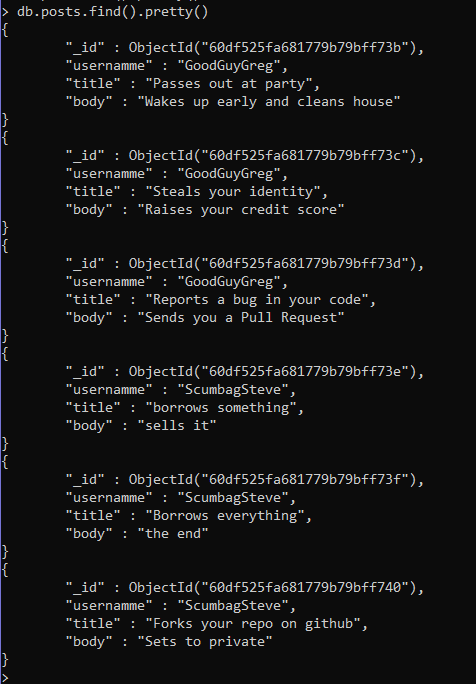 > db.posts.find().pretty()
{
"_id" : ObjectId("60df525fa681779b79bff73b"),
"usernamme" : "GoodGuyGreg",
"title" : "Passes out at party",
"body" : "Wakes up early and cleans house"
}
{
"_id" : ObjectId("60df525fa681779b79bff73c"),
"usernamme" : "GoodGuyGreg",
"title" : "Steals your identity",
"body" : "Raises your credit score"
}
{
"_id" : ObjectId("60df525fa681779b79bff73d"),
"usernamme" : "GoodGuyGreg",
"title" : "Reports a bug in your code",
"body" : "Sends you a Pull Request"
}
{
"_id" : ObjectId("60df525fa681779b79bff73e"),
"usernamme" : "ScumbagSteve",
"title" : "borrows something",
"body" : "sells it"
}
{
"_id" : ObjectId("60df525fa681779b79bff73f"),
"usernamme" : "ScumbagSteve",
"title" : "Borrows everything",
"body" : "the end"
}
{
"_id" : ObjectId("60df525fa681779b79bff740"),
"usernamme" : "ScumbagSteve",
"title" : "Forks your repo on github",
"body" : "Sets to private"
}
>